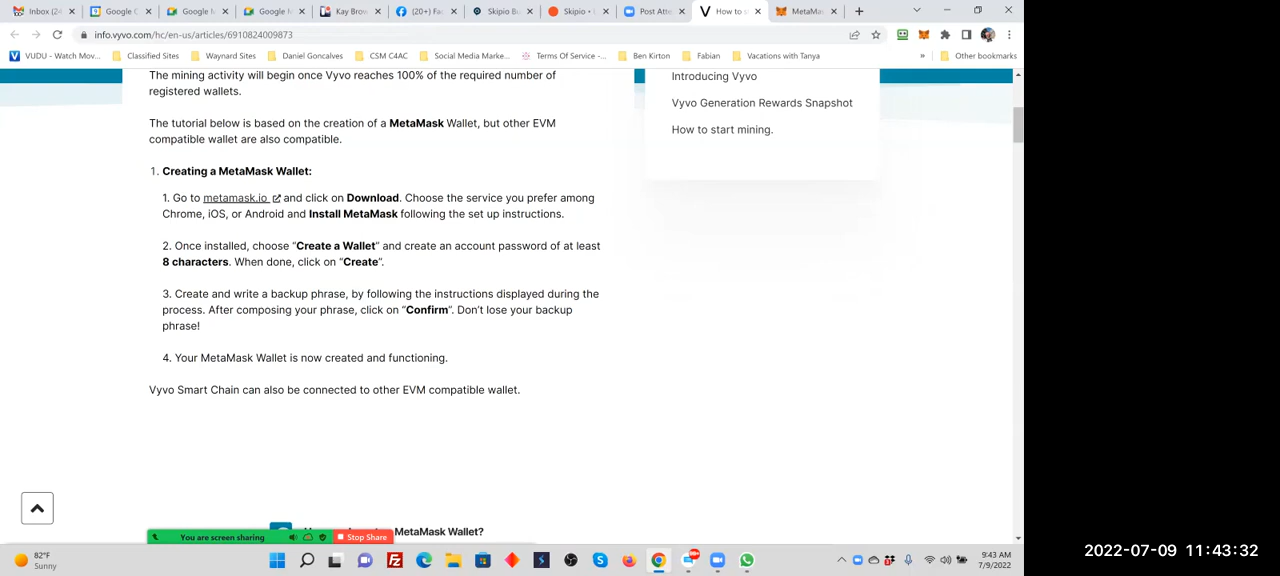 Inbox (24
Google C
Google M
Google M
Kay Brow
(20+) Fac
Skipio Bu
Skipio •
Post Atte
How to s
MetaMas
info.vyvo.com/hc/en-us/articles/6910824009873
VUDU - Watch Mov...
Classified Sites
Waynard Sites
Daniel Goncalves
CSM C4AC
Social Media Marke...
Terms Of Service -...
Ben Kirton
Fabian
Vacations with Tanya
»
Other bookmarks
The mining activity will begin once Vyvo reaches 100% of the required number of
registered wallets.
The tutorial below is based on the creation of a MetaMask Wallet, but other EVM
compatible wallet are also compatible.
1. Creating a MetaMask Wallet:
1. Go to metamask.io and click on Download. Choose the service you prefer among
Chrome, iOS, or Android and Install MetaMask following the set up instructions.
2. Once installed, choose “Create a Wallet” and create an account password of at least
8 characters. When done, click on “Create”.
3. Create and write a backup phrase, by following the instructions displayed during the
process. After composing your phrase, click on “Confirm”. Don’t lose your backup
phrase!
4. Your MetaMask Wallet is now created and functioning.
Vyvo Smart Chain can also be connected to other EVM compatible wallet.
Introducing Vyvo
Vyvo Generation Rewards Snapshot
How to start mining.
MetaMask Wallet?
You are screen sharing
Stop Share
82°F
Sunny
9:43 AM
7/9/2022
2022-07-09 11:43:32